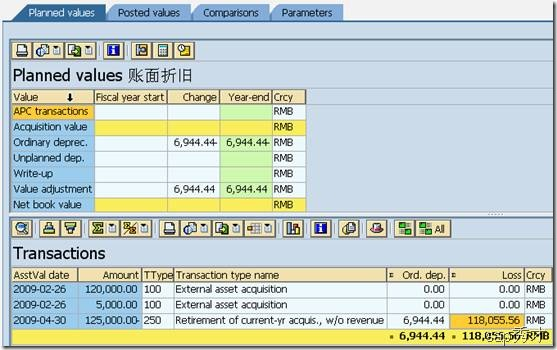 Planned values Posted values Comparisons Parameters
Planned values 账面折旧
Value Fiscal year start Change Year-end Crcy
APC transactions RMB
Acquisition value RMB
Ordinary deprec. 6,944.44- 6,944.44- RMB
Unplanned dep. RMB
Write-up RMB
Value adjustment 6,944.44 6,944.44 RMB
Net book value RMB
All
Transactions
AsstVal date Amount TType Transaction type name Ord. dep. Loss Crcy
2009-02-26 120,000.00 100 External asset acquisition 0.00 0.00 RMB
2009-02-26 5,000.00 100 External asset acquisition 0.00 0.00 RMB
2009-04-30 125,000.00- 250 Retirement of current-yr acquis., w/o revenue 6,944.44 118,055.56 RMB
6,944.44 118,055.56 RMB